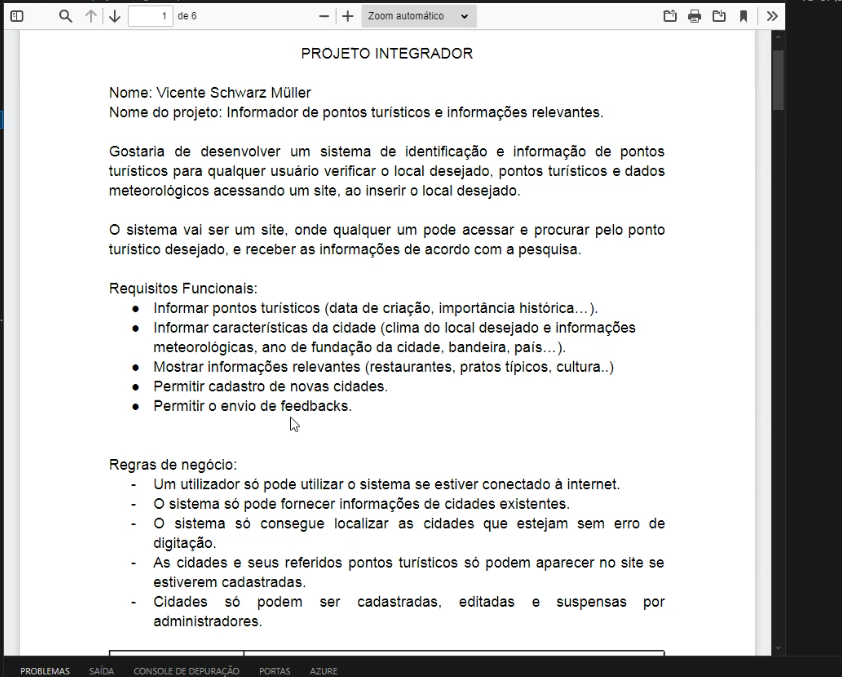 1 de 6
Zoom automático
PROJETO INTEGRADOR
Nome: Vicente Schwarz Müller
Nome do projeto: Informador de pontos turísticos e informações relevantes.
Gostaria de desenvolver um sistema de identificação e informação de pontos
turísticos para qualquer usuário verificar o local desejado, pontos turísticos e dados
meteorológicos acessando um site, ao inserir o local desejado.
O sistema vai ser um site, onde qualquer um pode acessar e procurar pelo ponto
turístico desejado, e receber as informações de acordo com a pesquisa.
Requisitos Funcionais:
● Informar pontos turísticos (data de criação, importância histórica...).
● Informar características da cidade (clima do local desejado e informações
meteorológicas, ano de fundação da cidade, bandeira, país...).
● Mostrar informações relevantes (restaurantes, pratos típicos, cultura..)
● Permitir cadastro de novas cidades.
● Permitir o envio de feedbacks.
Regras de negócio:
- Um utilizador só pode utilizar o sistema se estiver conectado à internet.
- O sistema só pode fornecer informações de cidades existentes.
- O sistema só consegue localizar as cidades que estejam sem erro de
digitação.
- As cidades e seus referidos pontos turísticos só podem aparecer no site se
estiverem cadastradas.
- Cidades só podem ser cadastradas, editadas e suspensas por
administradores.
PROBLEMAS SAÍDA CONSOLE DE DEPURAÇÃO PORTAS AZURE